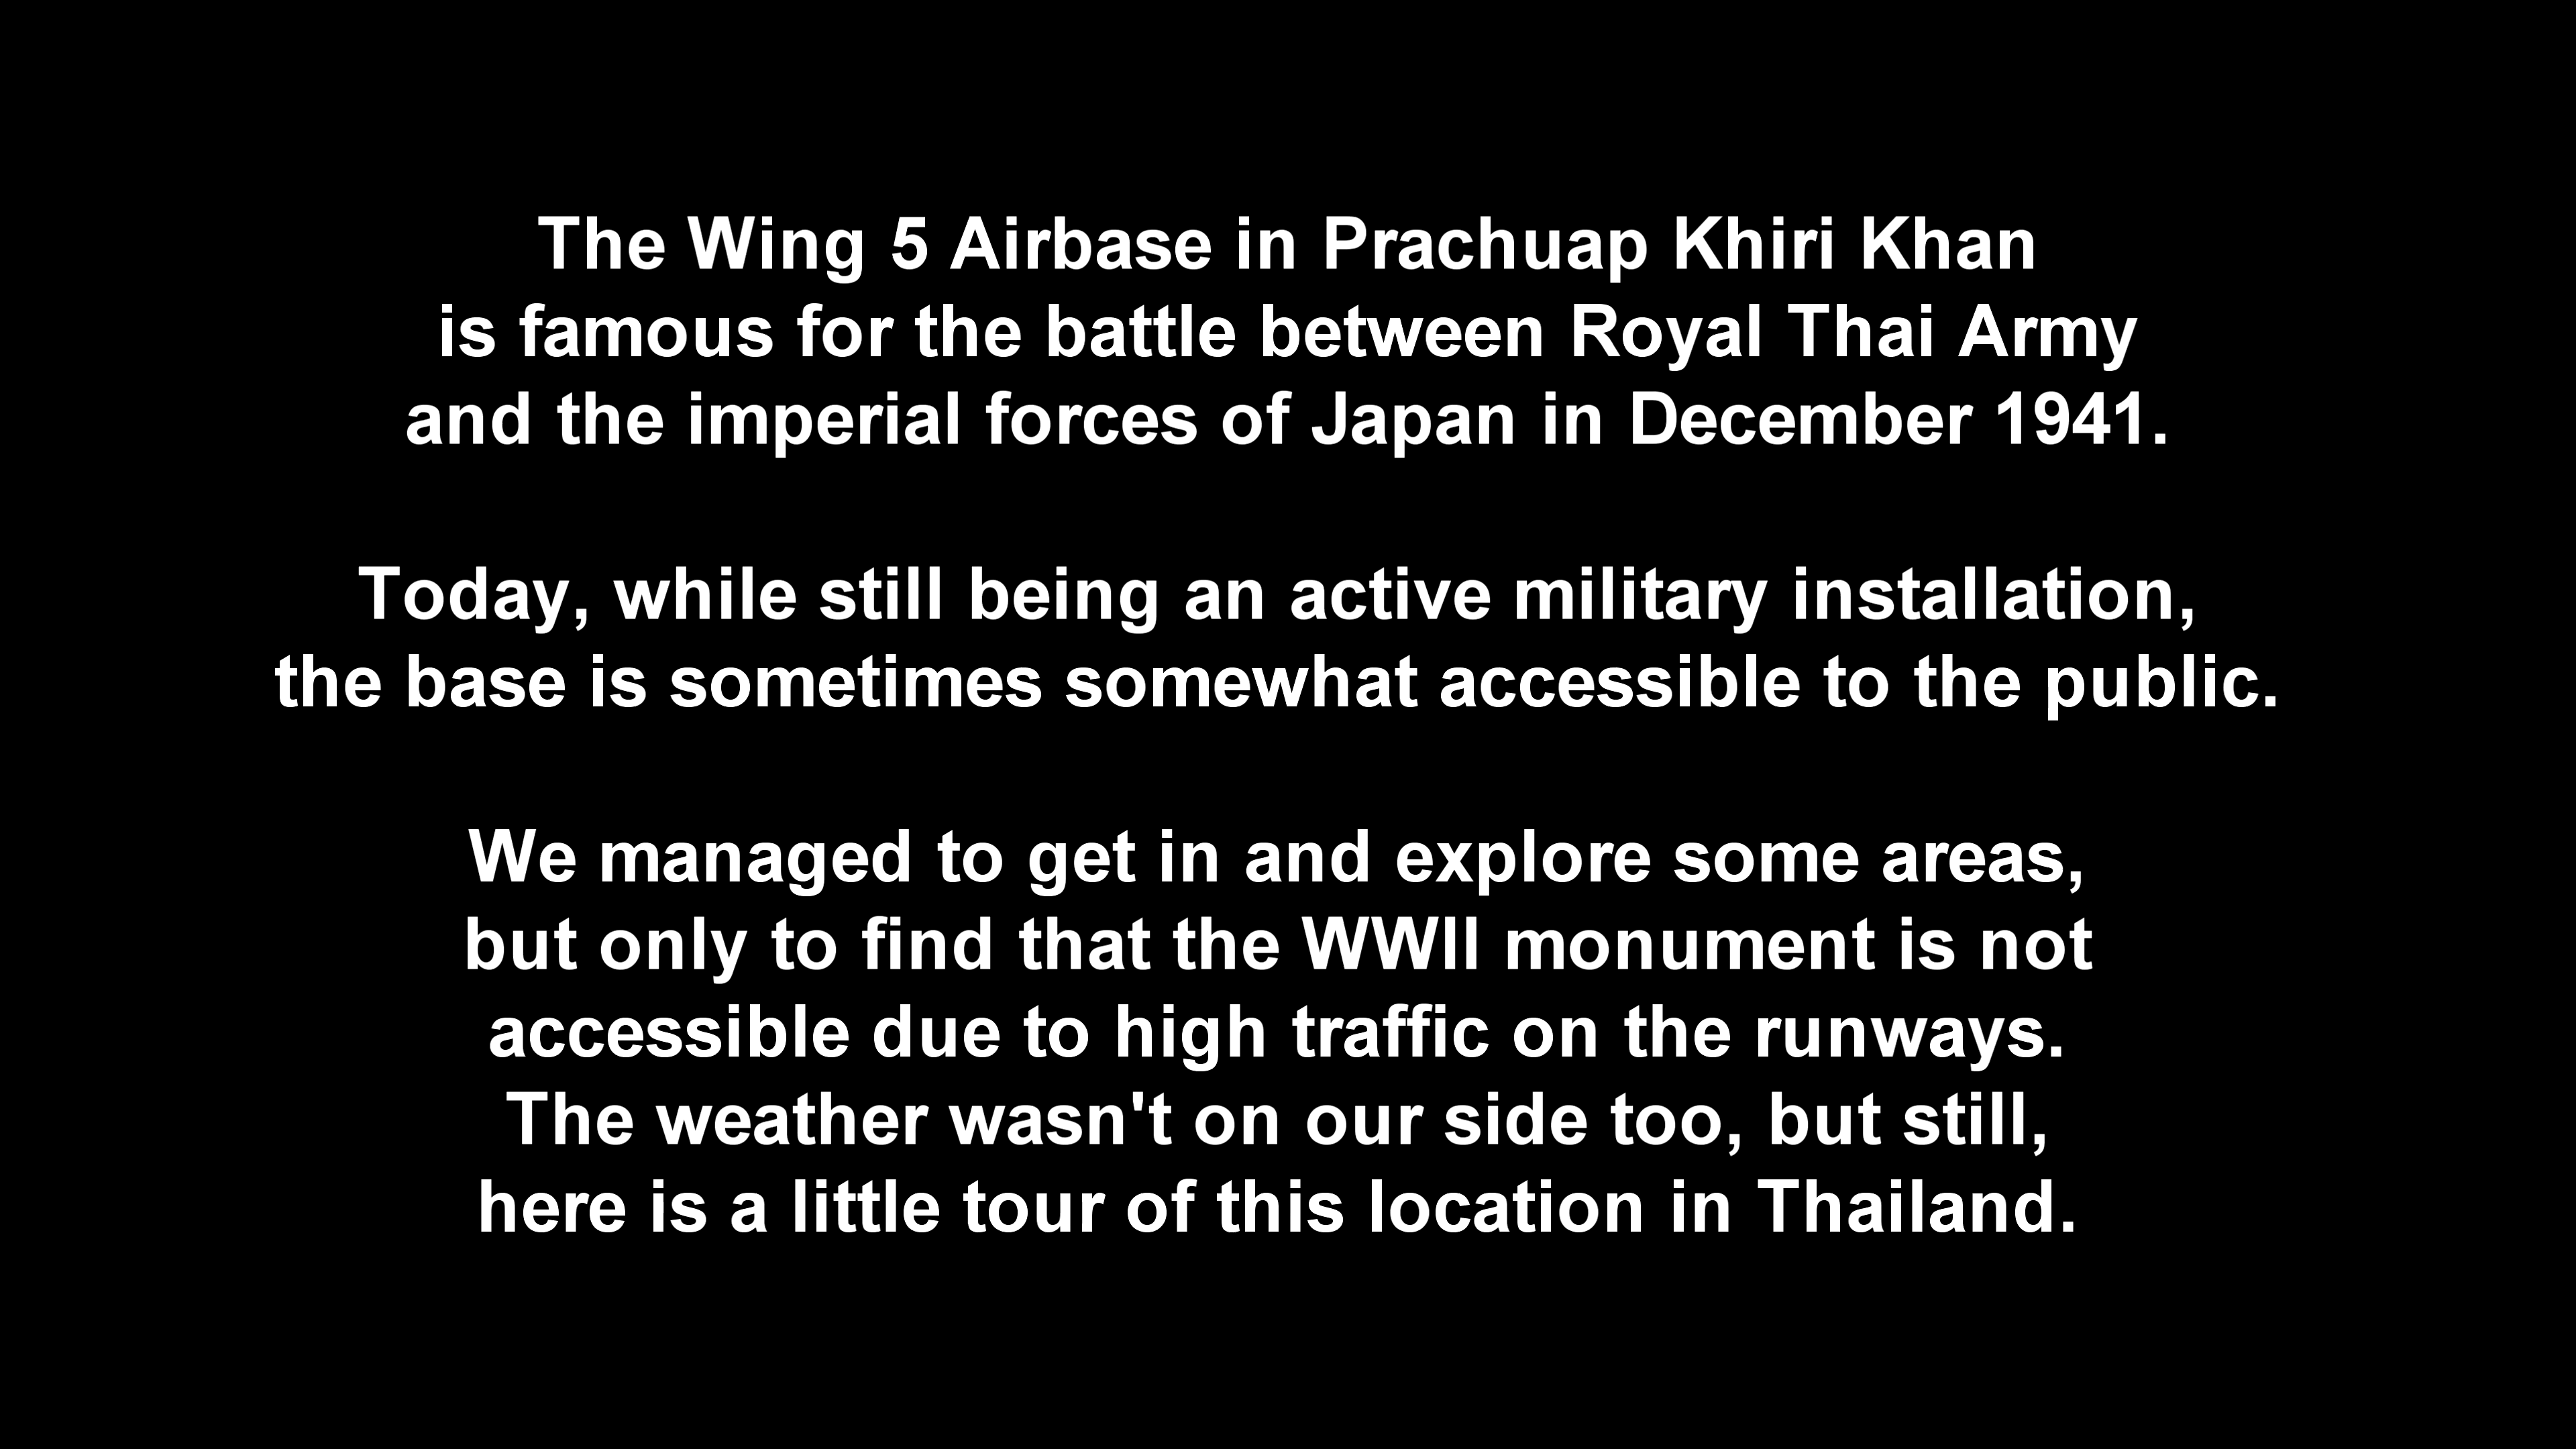 The Wing 5 Airbase in Prachuap Khiri Khan
is famous for the battle between Royal Thai Army
and the imperial forces of Japan in December 1941.
Today, while still being an active military installation,
the base is sometimes somewhat accessible to the public.
We managed to get in and explore some areas,
but only to find that the WWII monument is not
accessible due to high traffic on the runways.
The weather wasn't on our side too, but still,
here is a little tour of this location in Thailand.